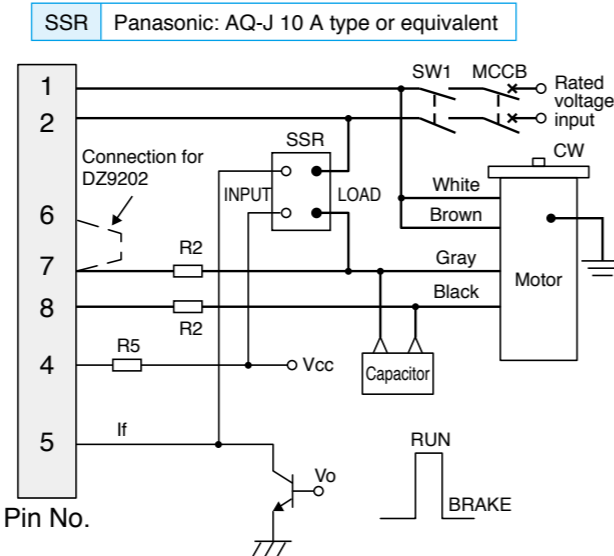 SSR Panasonic: AQ-J 10 A type or equivalent
SW1 MCCB
Rated
voltage
input
1
2
SSR
INPUT LOAD
Connection for
DZ9202
CW
White
Brown
6
7
R2
Gray
Motor
8
R2
Black
R5
4
Vcc
Capacitor
5
If
Vo
RUN
BRAKE
Pin No.